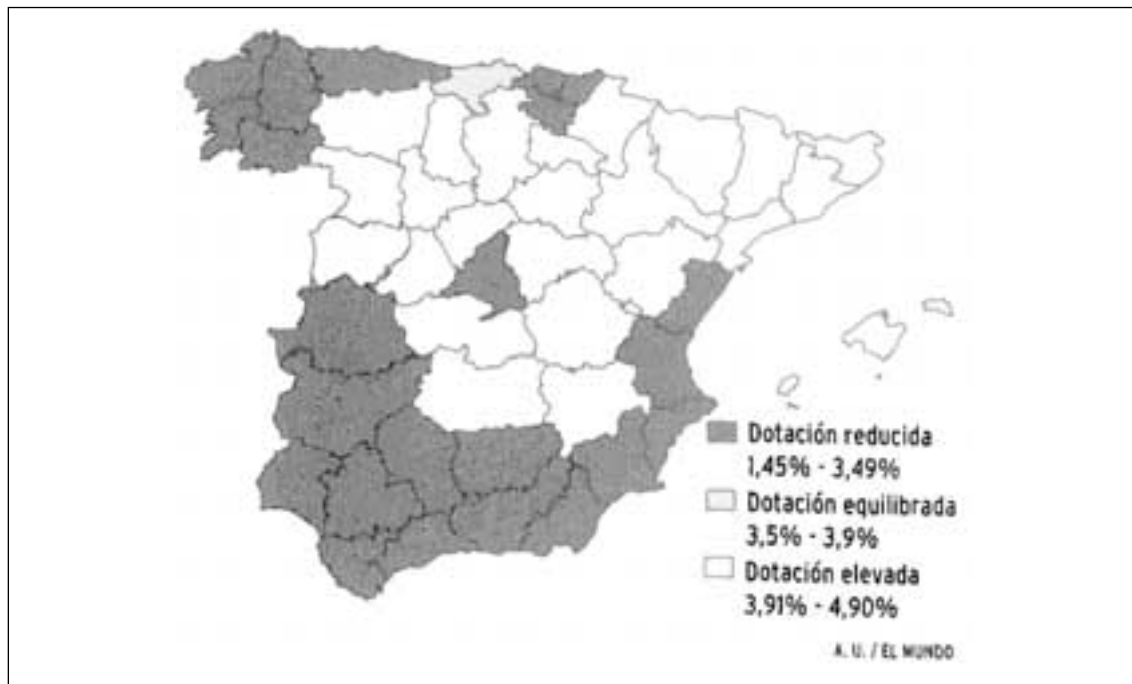 Dotación reducida
1,45% - 3,49%
Dotación equilibrada
3,5% - 3,9%
Dotación elevada
3,91% - 4,90%
A. U. / EL MUNDO